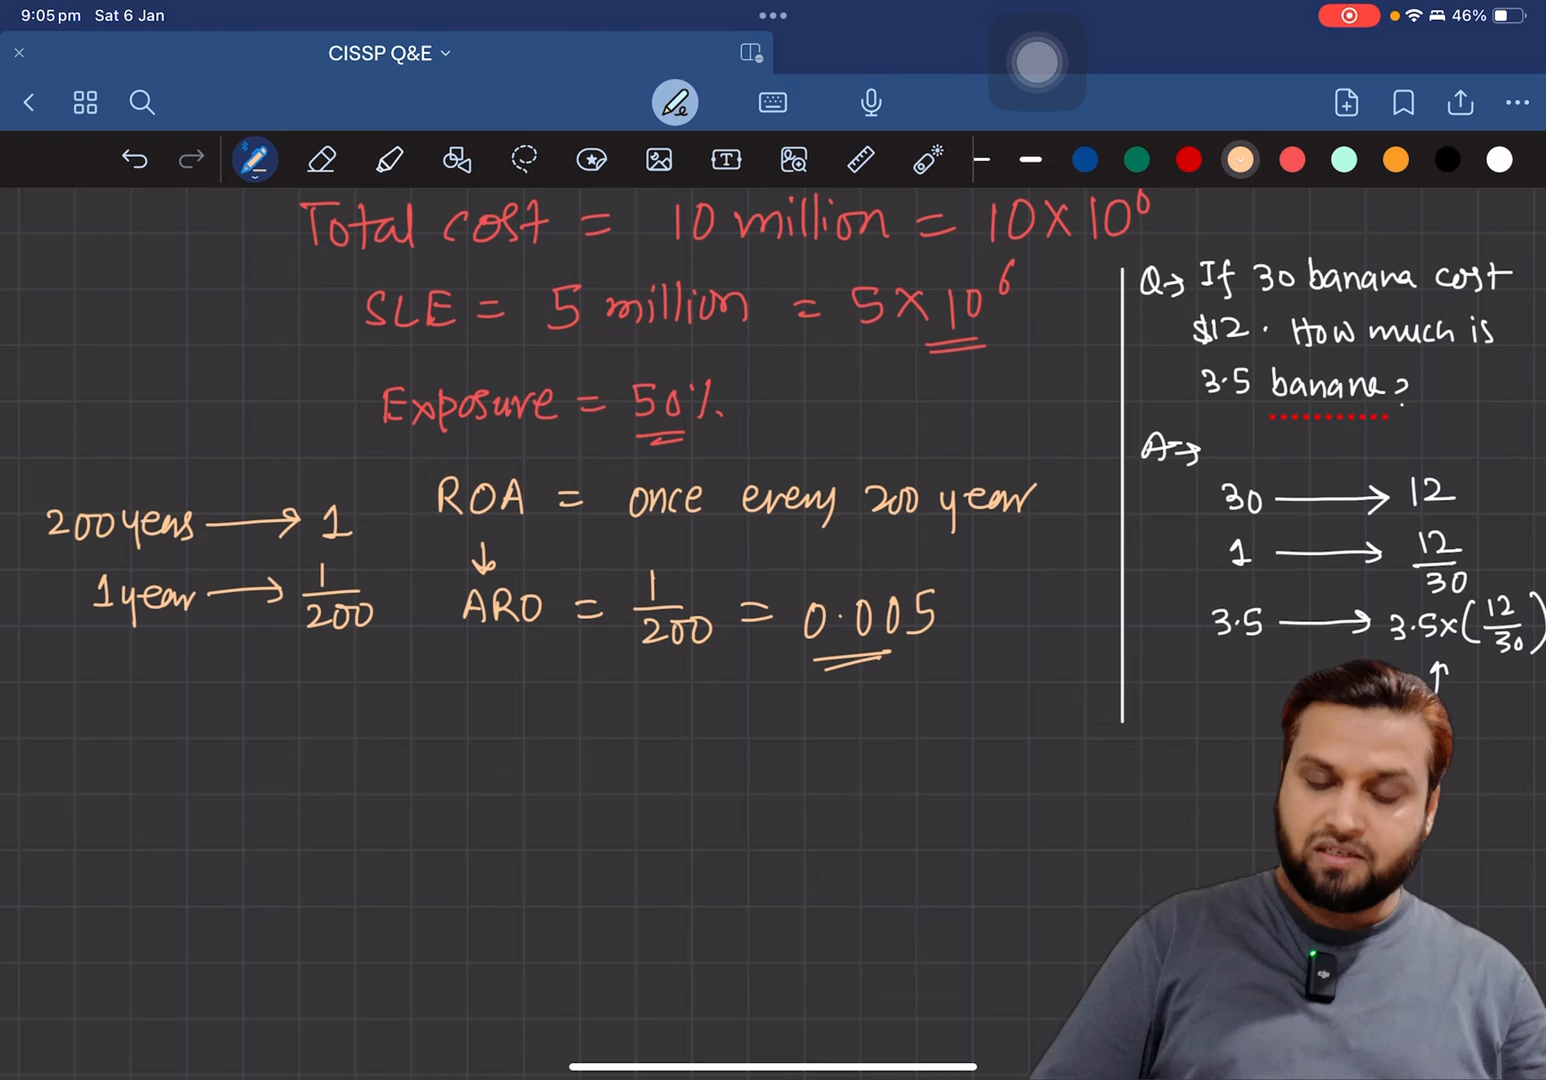 9:05 pm Sat 6 Jan
46%
CISSP Q&E
Total cost = 10 million = 10 X 10⁶
SLE = 5 million = 5 X 10⁶
Exposure = 50%
200 years → 1
1 year → 1/200
ROA = once every 200 year
↓
ARO = 1/200 = 0.005
Q→ If 30 banana cost
$12. How much is
3.5 banana?
A→
30 → 12
1 → 12/30
3.5 → 3.5x(12/30)
↑